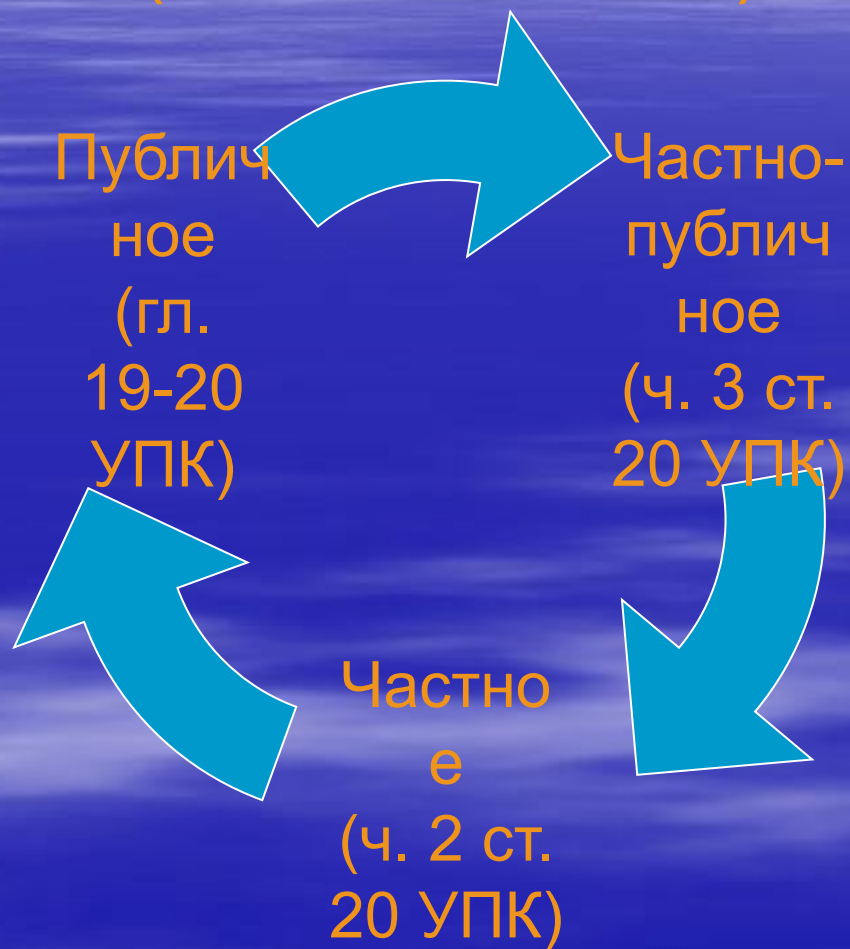 Публич
ное
(гл.
19-20
УПК)
Частно-
публич
ное
(ч. 3 ст.
20 УПК)
Частно
е
(ч. 2 ст.
20 УПК)